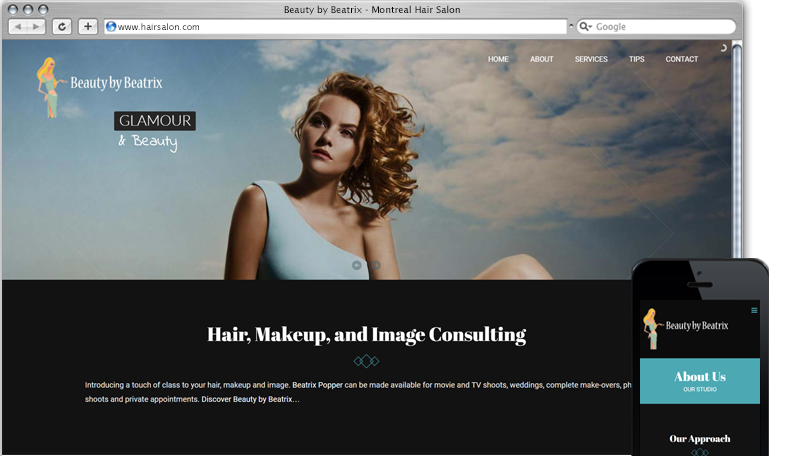 Beauty by Beatrix - Montreal Hair Salon
www.hairsalon.com
Google
HOME ABOUT SERVICES TIPS CONTACT
Beauty by Beatrix
GLAMOUR
& Beauty
Hair, Makeup, and Image Consulting
Introducing a touch of class to your hair, makeup and image. Beatrix Popper can be made available for movie and TV shoots, weddings, complete make-overs, ph
shoots and private appointments. Discover Beauty by Beatrix…
Beauty by Beatrix
About Us
OUR STUDIO
Our Approach